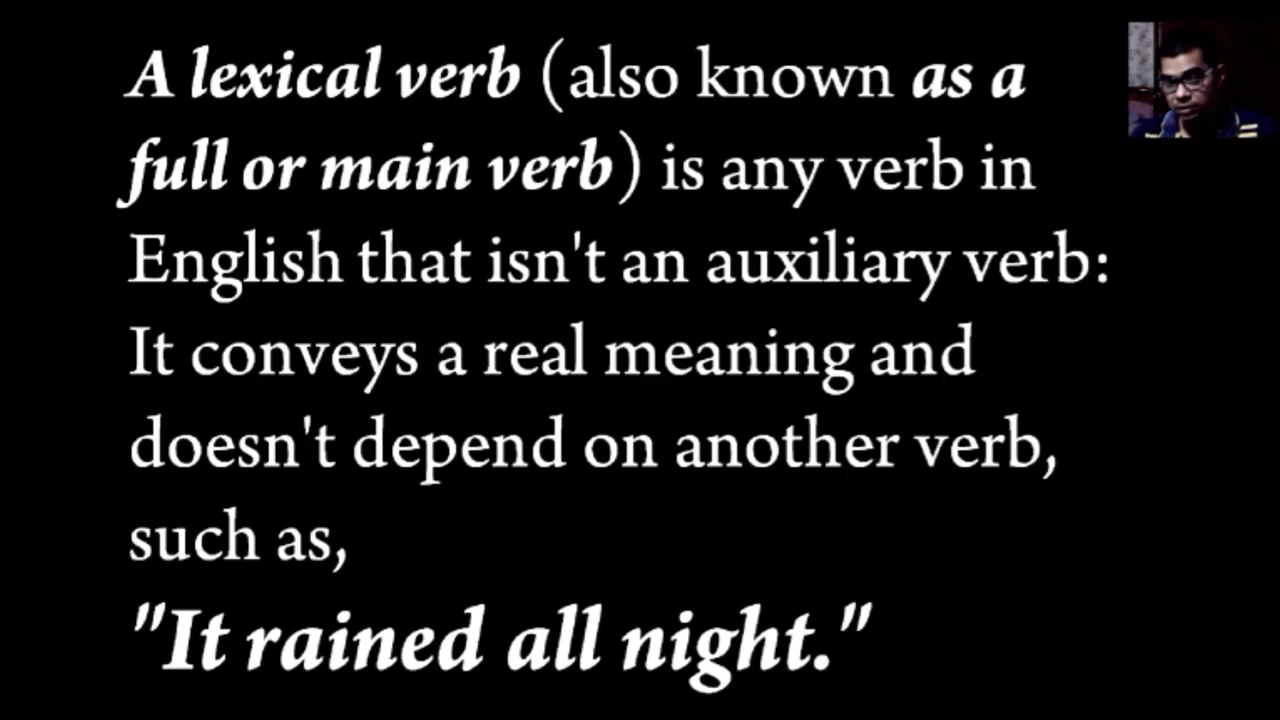 A lexical verb (also known as a
full or main verb) is any verb in
English that isn't an auxiliary verb:
It conveys a real meaning and
doesn't depend on another verb,
such as,
"It rained all night."